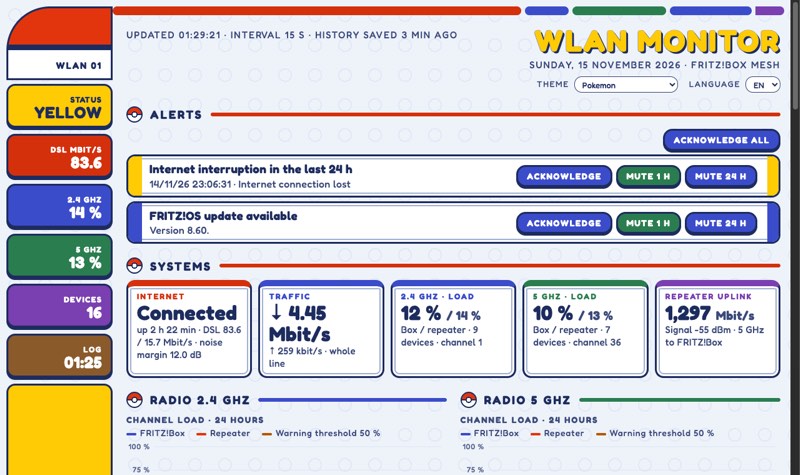 WLAN 01
STATUS
YELLOW
DSL MBIT/S
83.6
2.4 GHZ
14 %
5 GHZ
13 %
DEVICES
16
LOG
01:25
UPDATED 01:29:21 · INTERVAL 15 S · HISTORY SAVED 3 MIN AGO
WLAN MONITOR
SUNDAY, 15 NOVEMBER 2026 · FRITZ!BOX MESH
THEME Pokemon LANGUAGE EN
ALERTS
ACKNOWLEDGE ALL
Internet interruption in the last 24 h
14/11/26 23:06:31 · Internet connection lost
ACKNOWLEDGE MUTE 1 H MUTE 24 H
FRITZ!OS update available
Version 8.60.
ACKNOWLEDGE MUTE 1 H MUTE 24 H
SYSTEMS
INTERNET
Connected
up 2 h 22 min · DSL 83.6
/ 15.7 Mbit/s · noise
margin 12.0 dB
TRAFFIC
↓ 4.45
Mbit/s
↑ 259 kbit/s · whole
line
2.4 GHZ · LOAD
12 % / 14 %
Box / repeater · 9
devices · channel 1
5 GHZ · LOAD
10 % / 13 %
Box / repeater · 7
devices · channel 36
REPEATER UPLINK
1,297 Mbit/s
Signal -55 dBm · 5 GHz
to FRITZ!Box
RADIO 2.4 GHZ
CHANNEL LOAD · 24 HOURS
FRITZ!Box Repeater Warning threshold 50 %
100 %
75 %
RADIO 5 GHZ
CHANNEL LOAD · 24 HOURS
FRITZ!Box Repeater Warning threshold 50 %
100 %
75 %